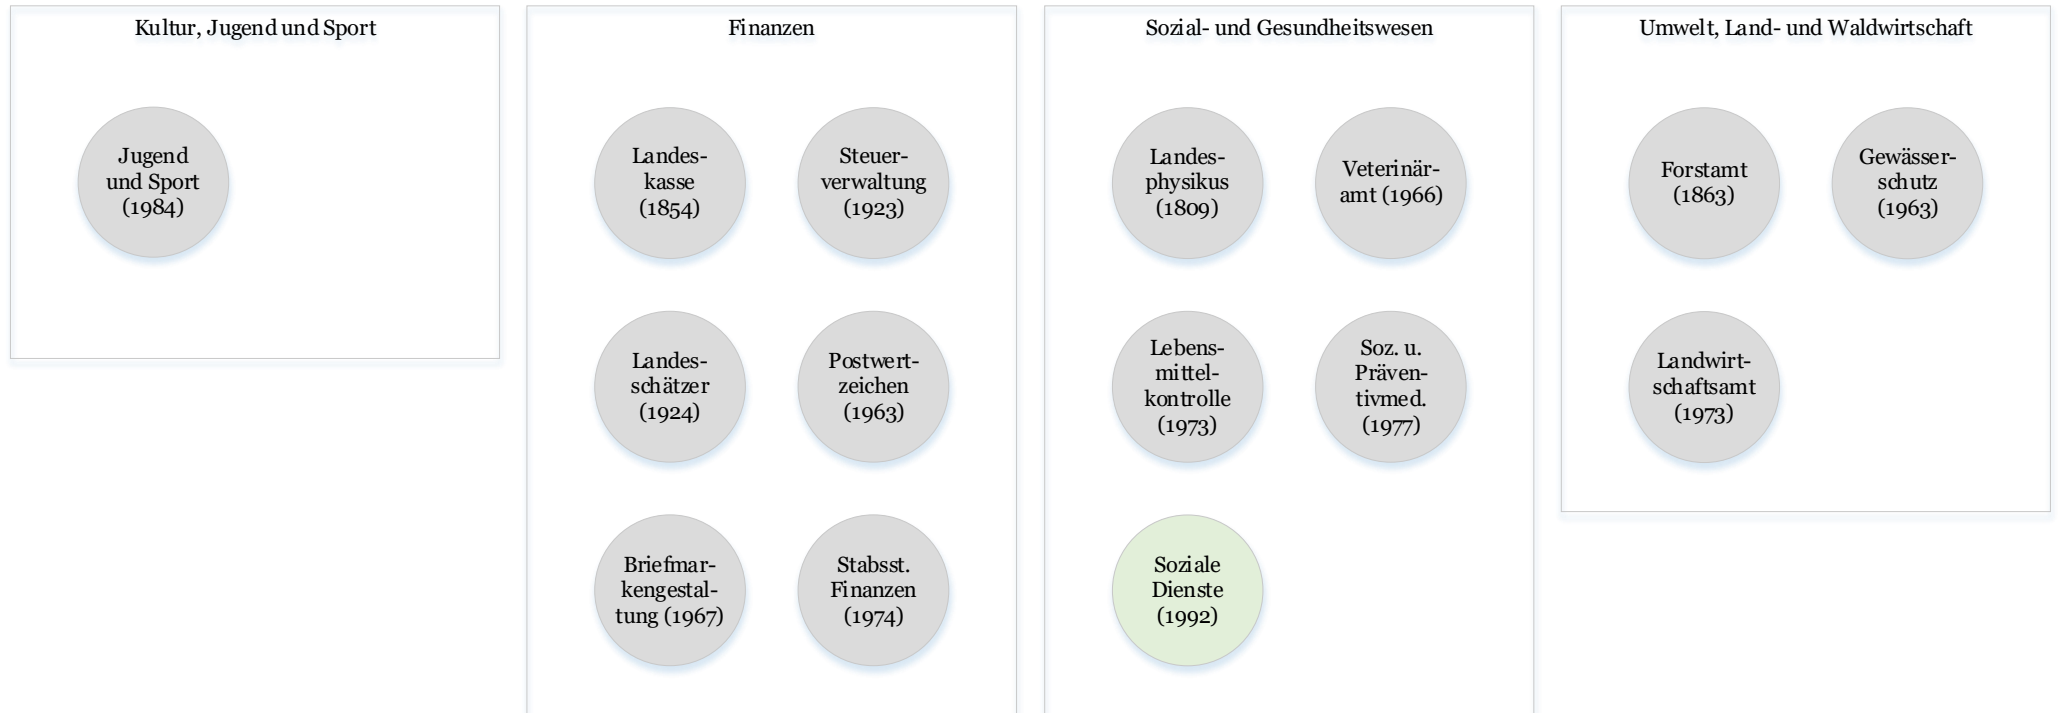 Kultur, Jugend und Sport
Jugend
und Sport
(1984)
Finanzen
Landes-
kasse
(1854)
Steuer-
verwaltung
(1923)
Landes-
schätzer
(1924)
Postwert-
zeichen
(1963)
Briefmar-
kengestal-
tung (1967)
Stabsst.
Finanzen
(1974)
Sozial- und Gesundheitswesen
Landes-
physikus
(1809)
Veterinär-
amt (1966)
Lebens-
mittel-
kontrolle
(1973)
Soz. u.
Präven-
tivmed.
(1977)
Soziale
Dienste
(1992)
Umwelt, Land- und Waldwirtschaft
Forstamt
(1863)
Gewässer-
schutz
(1963)
Landwirt-
schaftsamt
(1973)